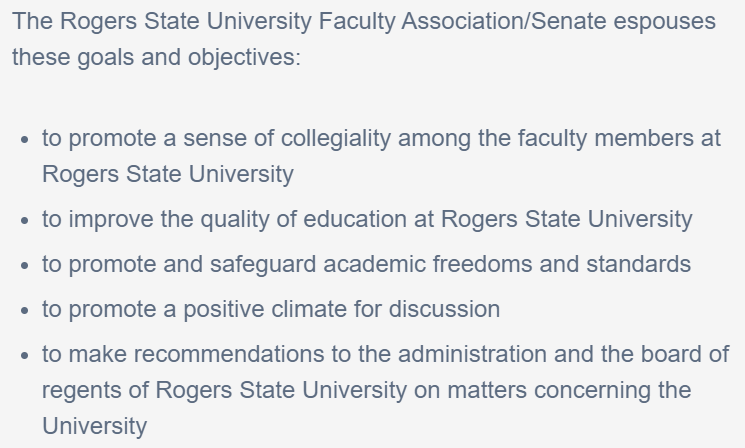 The Rogers State University Faculty Association/Senate espouses
these goals and objectives:
• to promote a sense of collegiality among the faculty members at
Rogers State University
• to improve the quality of education at Rogers State University
• to promote and safeguard academic freedoms and standards
• to promote a positive climate for discussion
• to make recommendations to the administration and the board of
regents of Rogers State University on matters concerning the
University